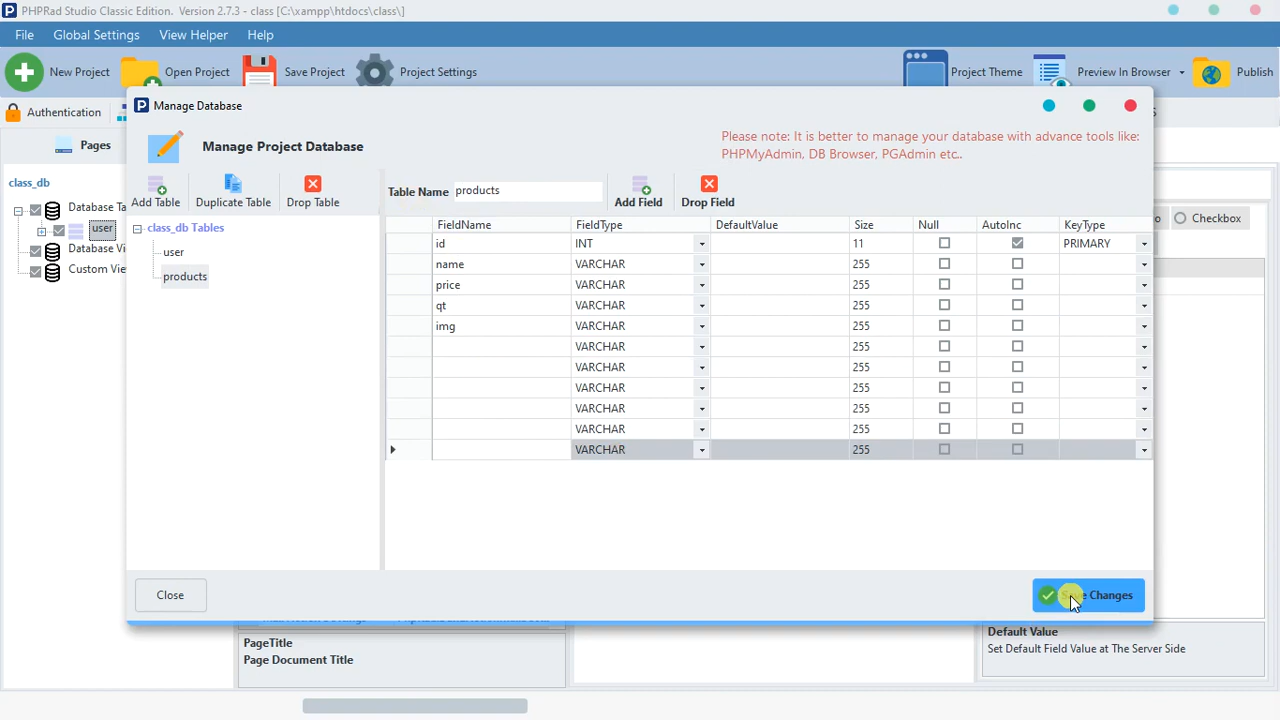 PHPRad Studio Classic Edition. Version 2.7.3 - class [C:\xampp\htdocs\class\]
File Global Settings View Helper Help
New Project Open Project Save Project Project Settings Project Theme Preview In Browser Publish
Authentication
Manage Database
Pages
Manage Project Database
Please note: It is better to manage your database with advance tools like:
PHPMyAdmin, DB Browser, PGAdmin etc..
class_db
Add Table Duplicate Table Drop Table
Table Name products
Add Field Drop Field
Database Ta
user
Database Vi
Custom View
Checkbox
class_db Tables
user
products
FieldName FieldType DefaultValue Size Null AutoInc KeyType
id INT 11 PRIMARY
name VARCHAR 255
price VARCHAR 255
qt VARCHAR 255
img VARCHAR 255
VARCHAR 255
VARCHAR 255
VARCHAR 255
VARCHAR 255
VARCHAR 255
VARCHAR 255
Close
Save Changes
PageTitle
Page Document Title
Default Value
Set Default Field Value at The Server Side